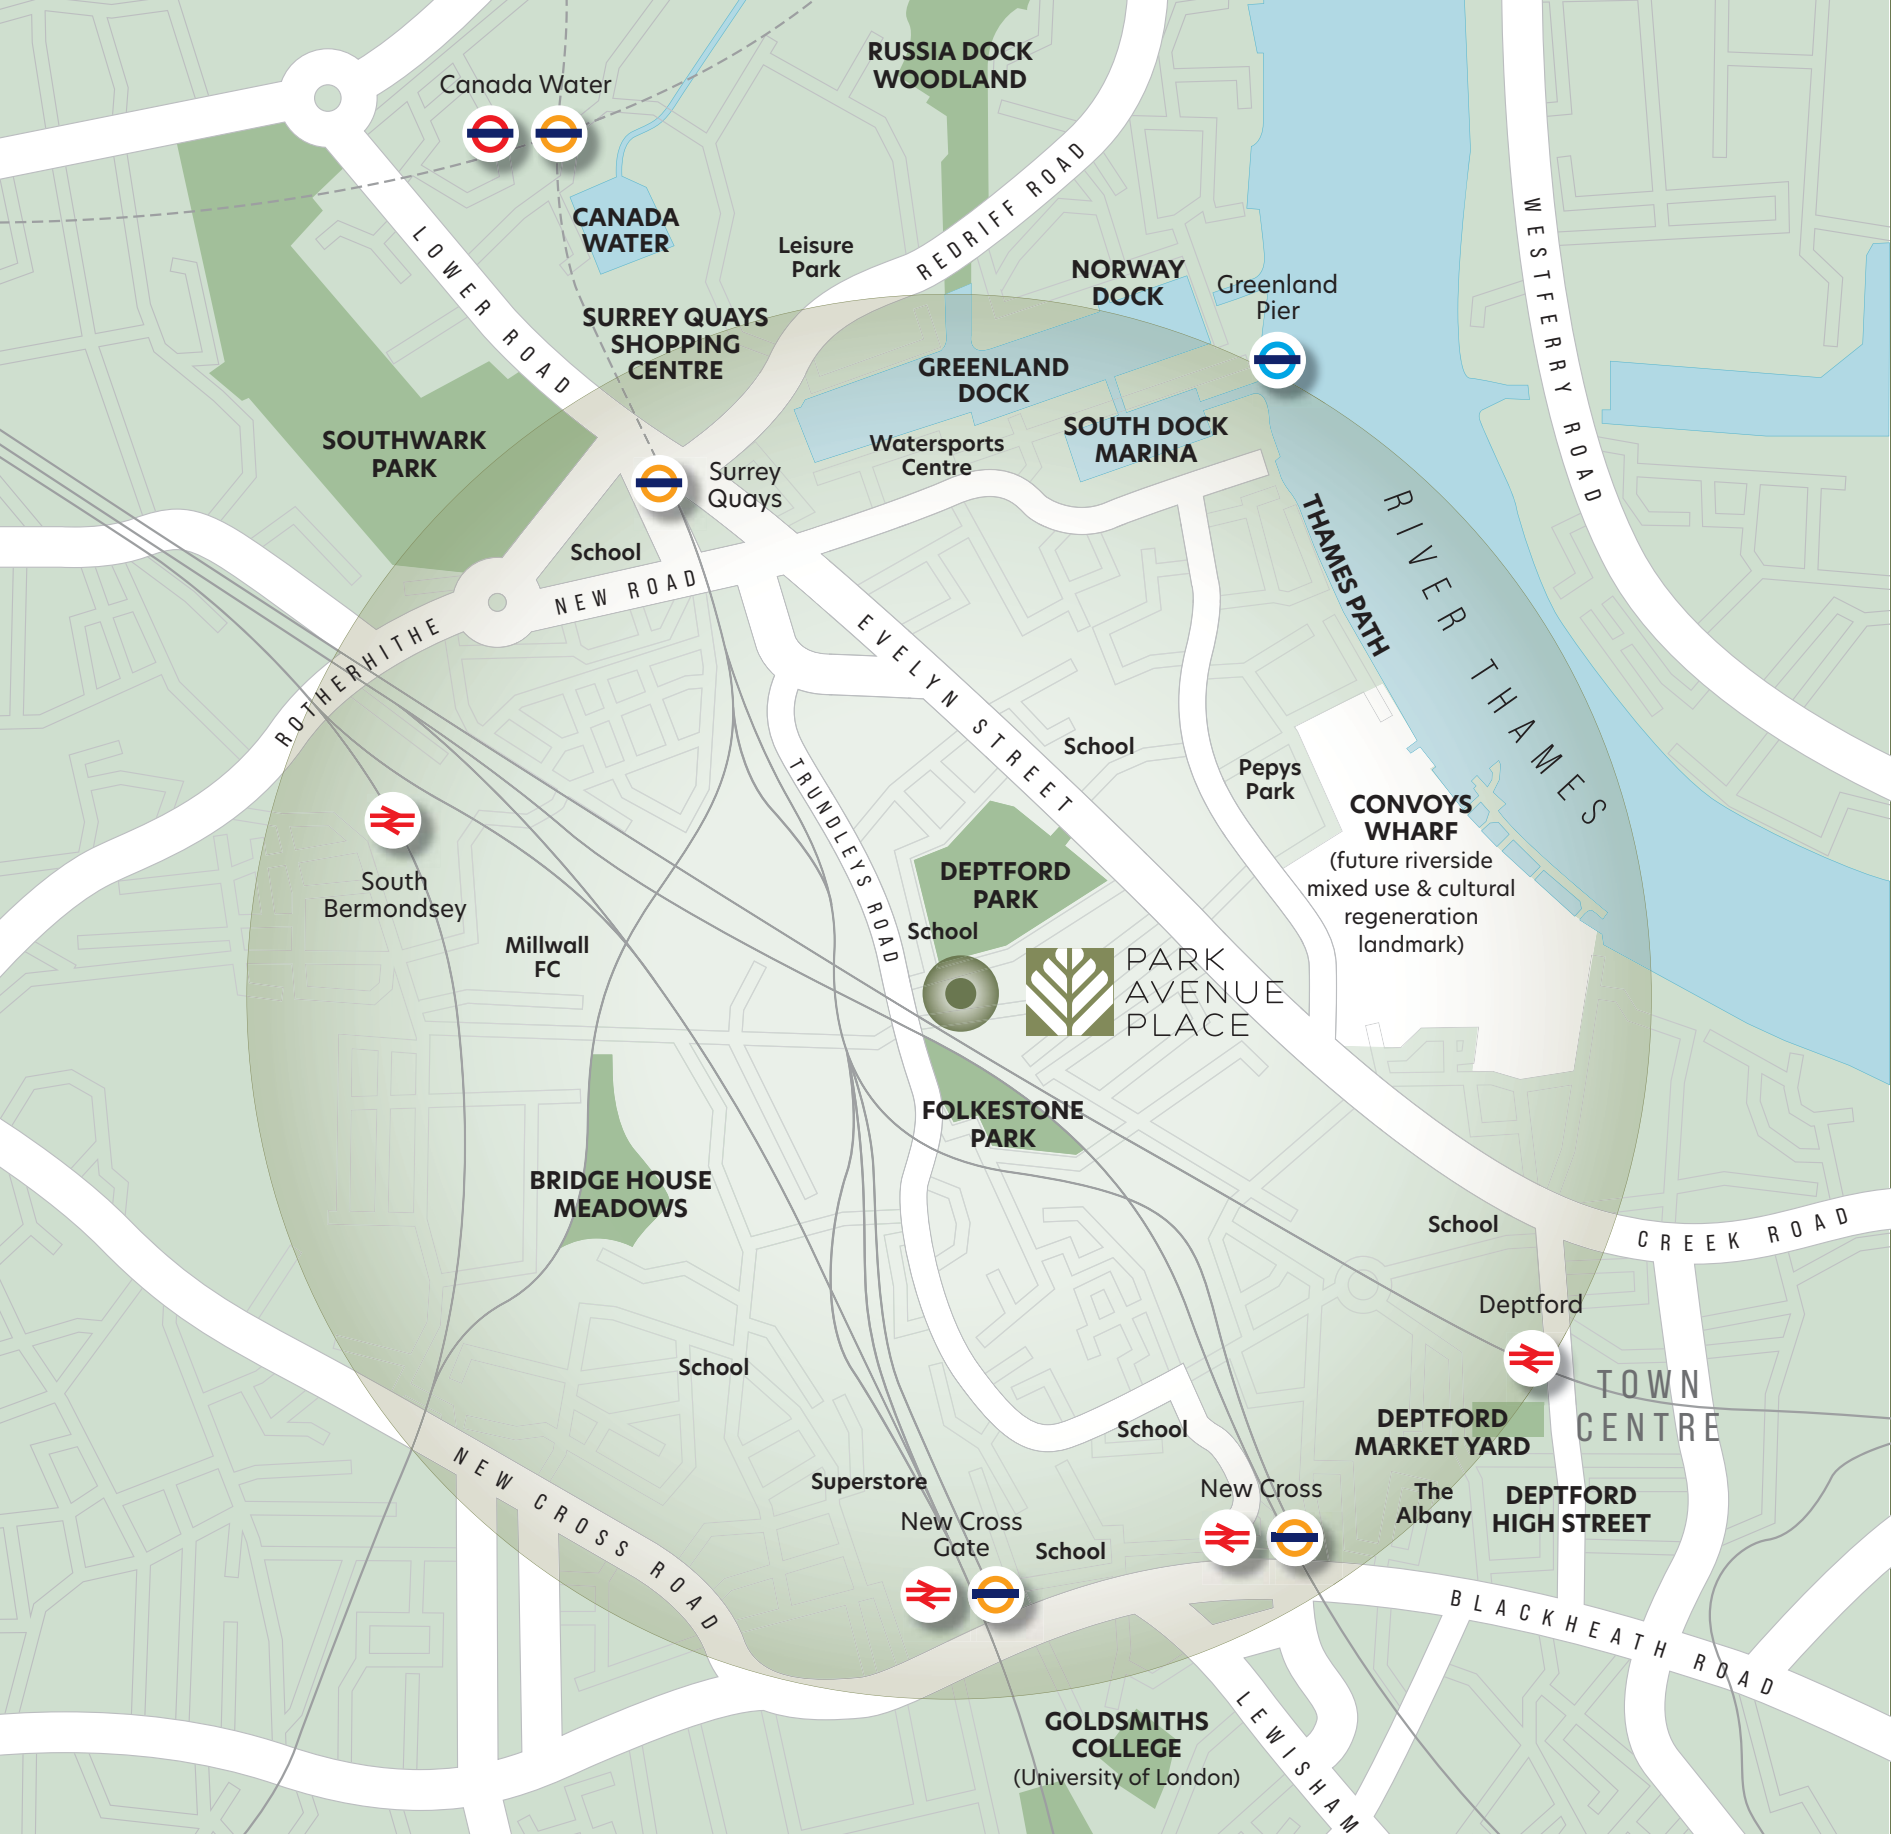 RUSSIA DOCK
WOODLAND
Canada Water
CANADA
WATER
Leisure
Park
REDRIFF ROAD
LOWER ROAD
WESTFERRY ROAD
NORWAY
DOCK
Greenland
Pier
SURREY QUAYS
SHOPPING
CENTRE
GREENLAND
DOCK
SOUTH DOCK
MARINA
Watersports
Centre
SOUTHWARK
PARK
Surrey
Quays
School
NEW ROAD
ROTHERHITHE
THAMES PATH
RIVER THAMES
EVELYN STREET
School
Pepys
Park
CONVOYS
WHARF
(future riverside
mixed use & cultural
regeneration
landmark)
TRUNDLEYS ROAD
South
Bermondsey
Millwall
FC
DEPTFORD
PARK
School
PARK
AVENUE
PLACE
FOLKESTONE
PARK
BRIDGE HOUSE
MEADOWS
School
CREEK ROAD
Deptford
TOWN
CENTRE
School
School
DEPTFORD
MARKET YARD
The
Albany
DEPTFORD
HIGH STREET
Superstore
New Cross
New Cross
Gate
School
NEW CROSS ROAD
BLACKHEATH ROAD
GOLDSMITHS
COLLEGE
(University of London)
LEWISHAM